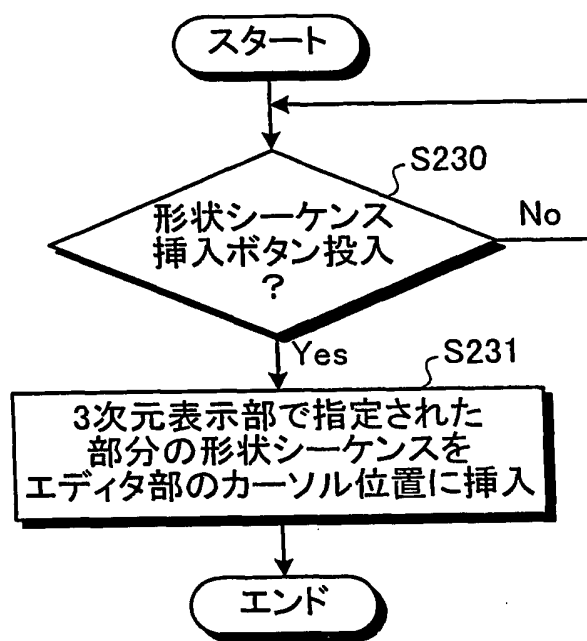 スタート
S230
形状シーケンス
挿入ボタン投入
?
No
Yes
S231
3次元表示部で指定された
部分の形状シーケンスを
エディタ部のカーソル位置に挿入
エンド